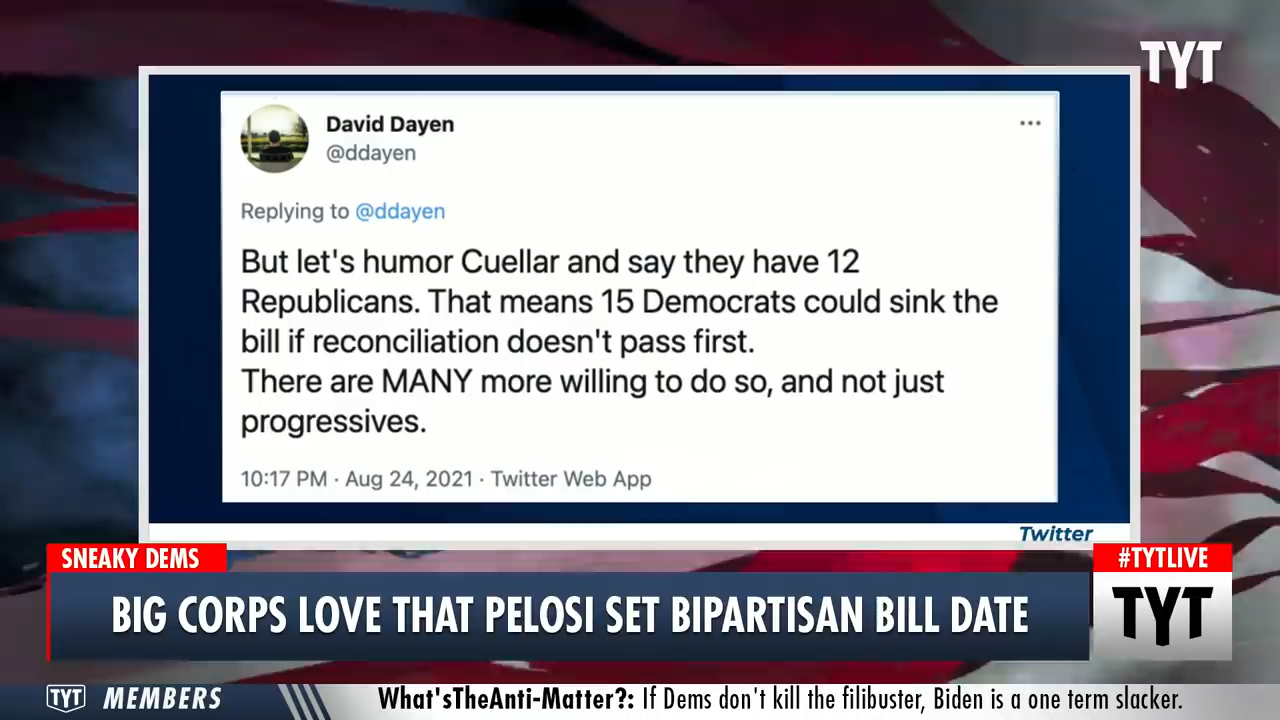 TYT
David Dayen
@ddayen
Replying to @ddayen
But let's humor Cuellar and say they have 12
Republicans. That means 15 Democrats could sink the
bill if reconciliation doesn't pass first.
There are MANY more willing to do so, and not just
progressives.
10:17 PM · Aug 24, 2021 · Twitter Web App
Twitter
SNEAKY DEMS
#TYTLIVE
BIG CORPS LOVE THAT PELOSI SET BIPARTISAN BILL DATE
TYT
TYT MEMBERS
What'sTheAnti-Matter?: If Dems don't kill the filibuster, Biden is a one term slacker.